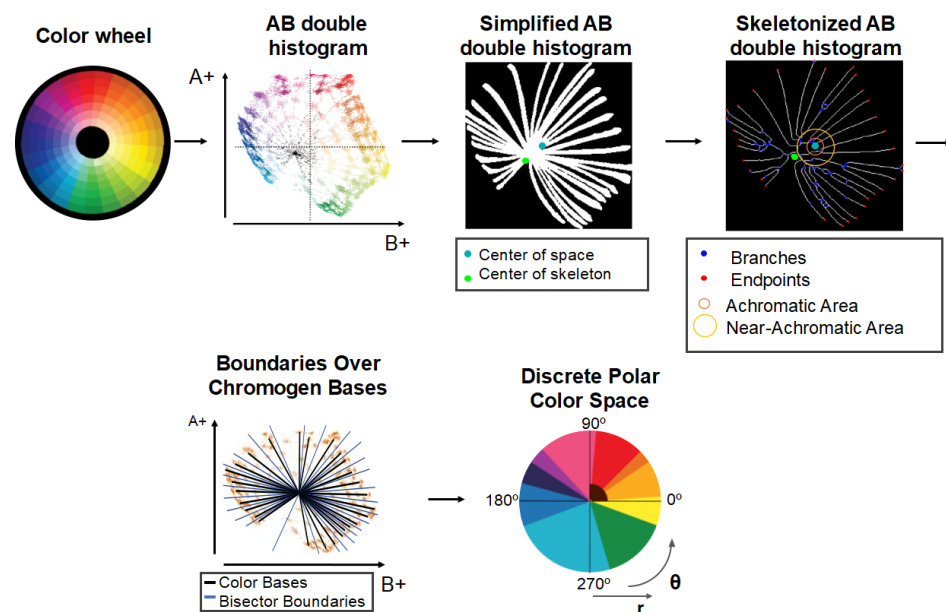 Color wheel
AB double
histogram
Simplified AB
double histogram
Skeletonized AB
double histogram
A+
B+
Center of space
Center of skeleton
Branches
Endpoints
Achromatic Area
Near-Achromatic Area
Boundaries Over
Chromogen Bases
A+
B+
Color Bases
Bisector Boundaries
Discrete Polar
Color Space
90º
180º
0º
270º
θ
r